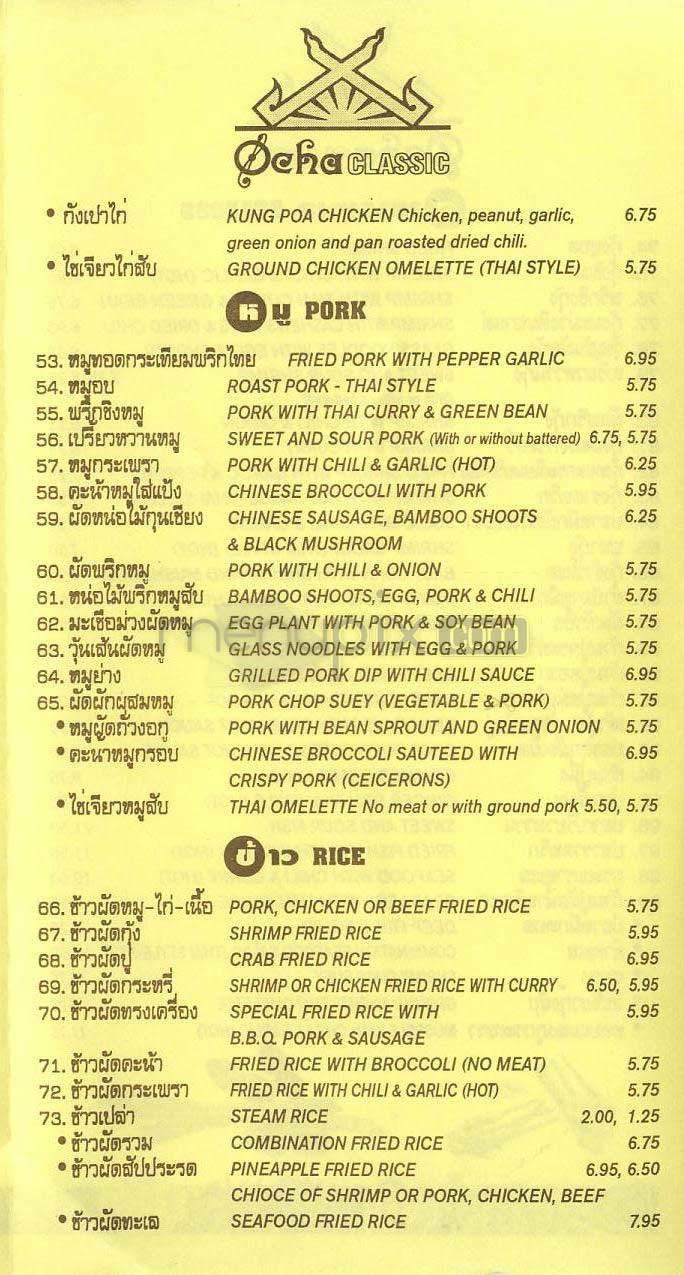 Ocha CLASSIC
• กังเปาไก่ KUNG POA CHICKEN Chicken, peanut, garlic, 6.75
green onion and pan roasted dried chili.
• ไข่เจียวไก่สับ GROUND CHICKEN OMELETTE (THAI STYLE) 5.75
หมู PORK
53. หมูทอดกระเทียมพริกไทย FRIED PORK WITH PEPPER GARLIC 6.95
54. หมูอบ ROAST PORK - THAI STYLE 5.75
55. พริกขิงหมู PORK WITH THAI CURRY & GREEN BEAN 5.75
56. เปรี้ยวหวานหมู SWEET AND SOUR PORK (With or without battered) 6.75, 5.75
57. หมูกระเพรา PORK WITH CHILI & GARLIC (HOT) 6.25
58. คะน้าหมูใส่แป้ง CHINESE BROCCOLI WITH PORK 5.95
59. ผัดหน่อไม้กุนเชียง CHINESE SAUSAGE, BAMBOO SHOOTS 6.25
& BLACK MUSHROOM
60. ผัดพริกหมู PORK WITH CHILI & ONION 5.75
61. หน่อไม้พริกหมูสับ BAMBOO SHOOTS, EGG, PORK & CHILI 5.75
62. มะเขือม่วงผัดหมู EGG PLANT WITH PORK & SOY BEAN 5.75
63. วุ้นเส้นผัดหมู GLASS NOODLES WITH EGG & PORK 5.75
64. หมูย่าง GRILLED PORK DIP WITH CHILI SAUCE 6.95
65. ผัดผักผสมหมู PORK CHOP SUEY (VEGETABLE & PORK) 5.75
• หมูผัดถั่วงอกู PORK WITH BEAN SPROUT AND GREEN ONION 5.75
• คะนาหมูกรอบ CHINESE BROCCOLI SAUTEED WITH 6.95
CRISPY PORK (CEICERONS)
• ไข่เจียวหมูสับ THAI OMELETTE No meat or with ground pork 5.50, 5.75
ข้าว RICE
66. ข้าวผัดหมู-ไก่-เนื้อ PORK, CHICKEN OR BEEF FRIED RICE 5.75
67. ข้าวผัดกุ้ง SHRIMP FRIED RICE 5.95
68. ข้าวผัดปู CRAB FRIED RICE 6.95
69. ข้าวผัดกระหรี่ SHRIMP OR CHICKEN FRIED RICE WITH CURRY 6.50, 5.95
70. ข้าวผัดทรงเครื่อง SPECIAL FRIED RICE WITH 5.95
B.B.Q. PORK & SAUSAGE
71. ข้าวผัดคะน้า FRIED RICE WITH BROCCOLI (NO MEAT) 5.75
72. ข้าวผัดกระเพรา FRIED RICE WITH CHILI & GARLIC (HOT) 5.75
73. ข้าวเปล่า STEAM RICE 2.00, 1.25
• ข้าวผัดรวม COMBINATION FRIED RICE 6.75
• ข้าวผัดสัปประรด PINEAPPLE FRIED RICE 6.95, 6.50
CHIOCE OF SHRIMP OR PORK, CHICKEN, BEEF
• ข้าวผัดทะเล SEAFOOD FRIED RICE 7.95